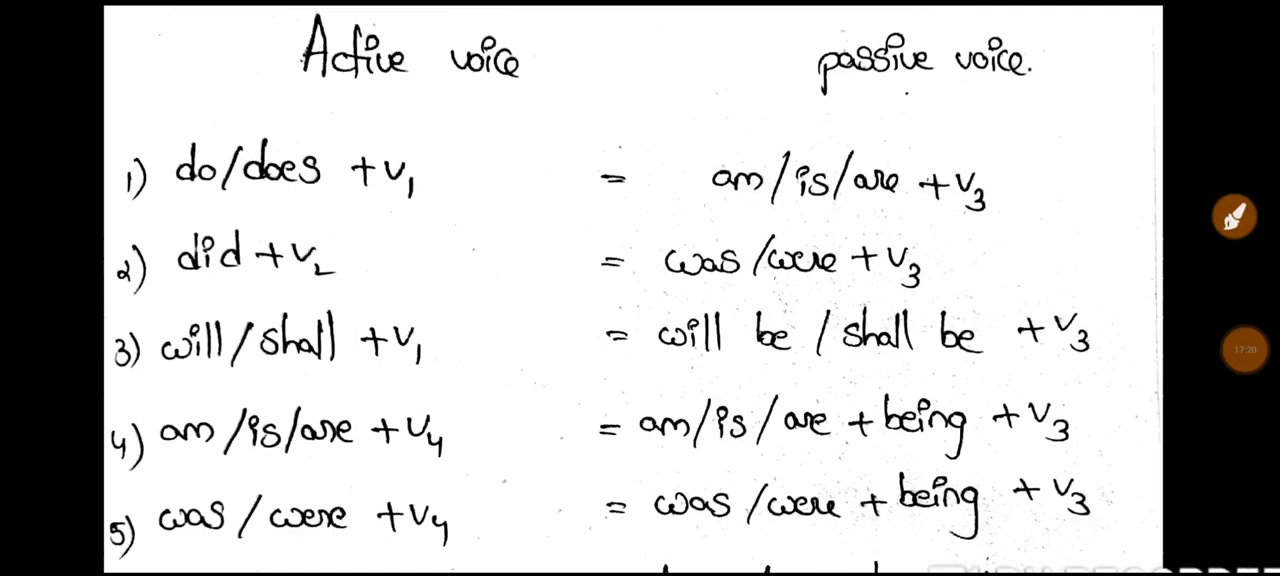 Active voice passive voice.
1) do/does + v₁ = am/is/are + v₃
2) did + v₂ = was/were + v₃
3) will/shall + v₁ = will be / shall be + v₃
4) am/is/are + v₄ = am/is/are + being + v₃
5) was/were + v₄ = was/were + being + v₃
17:20